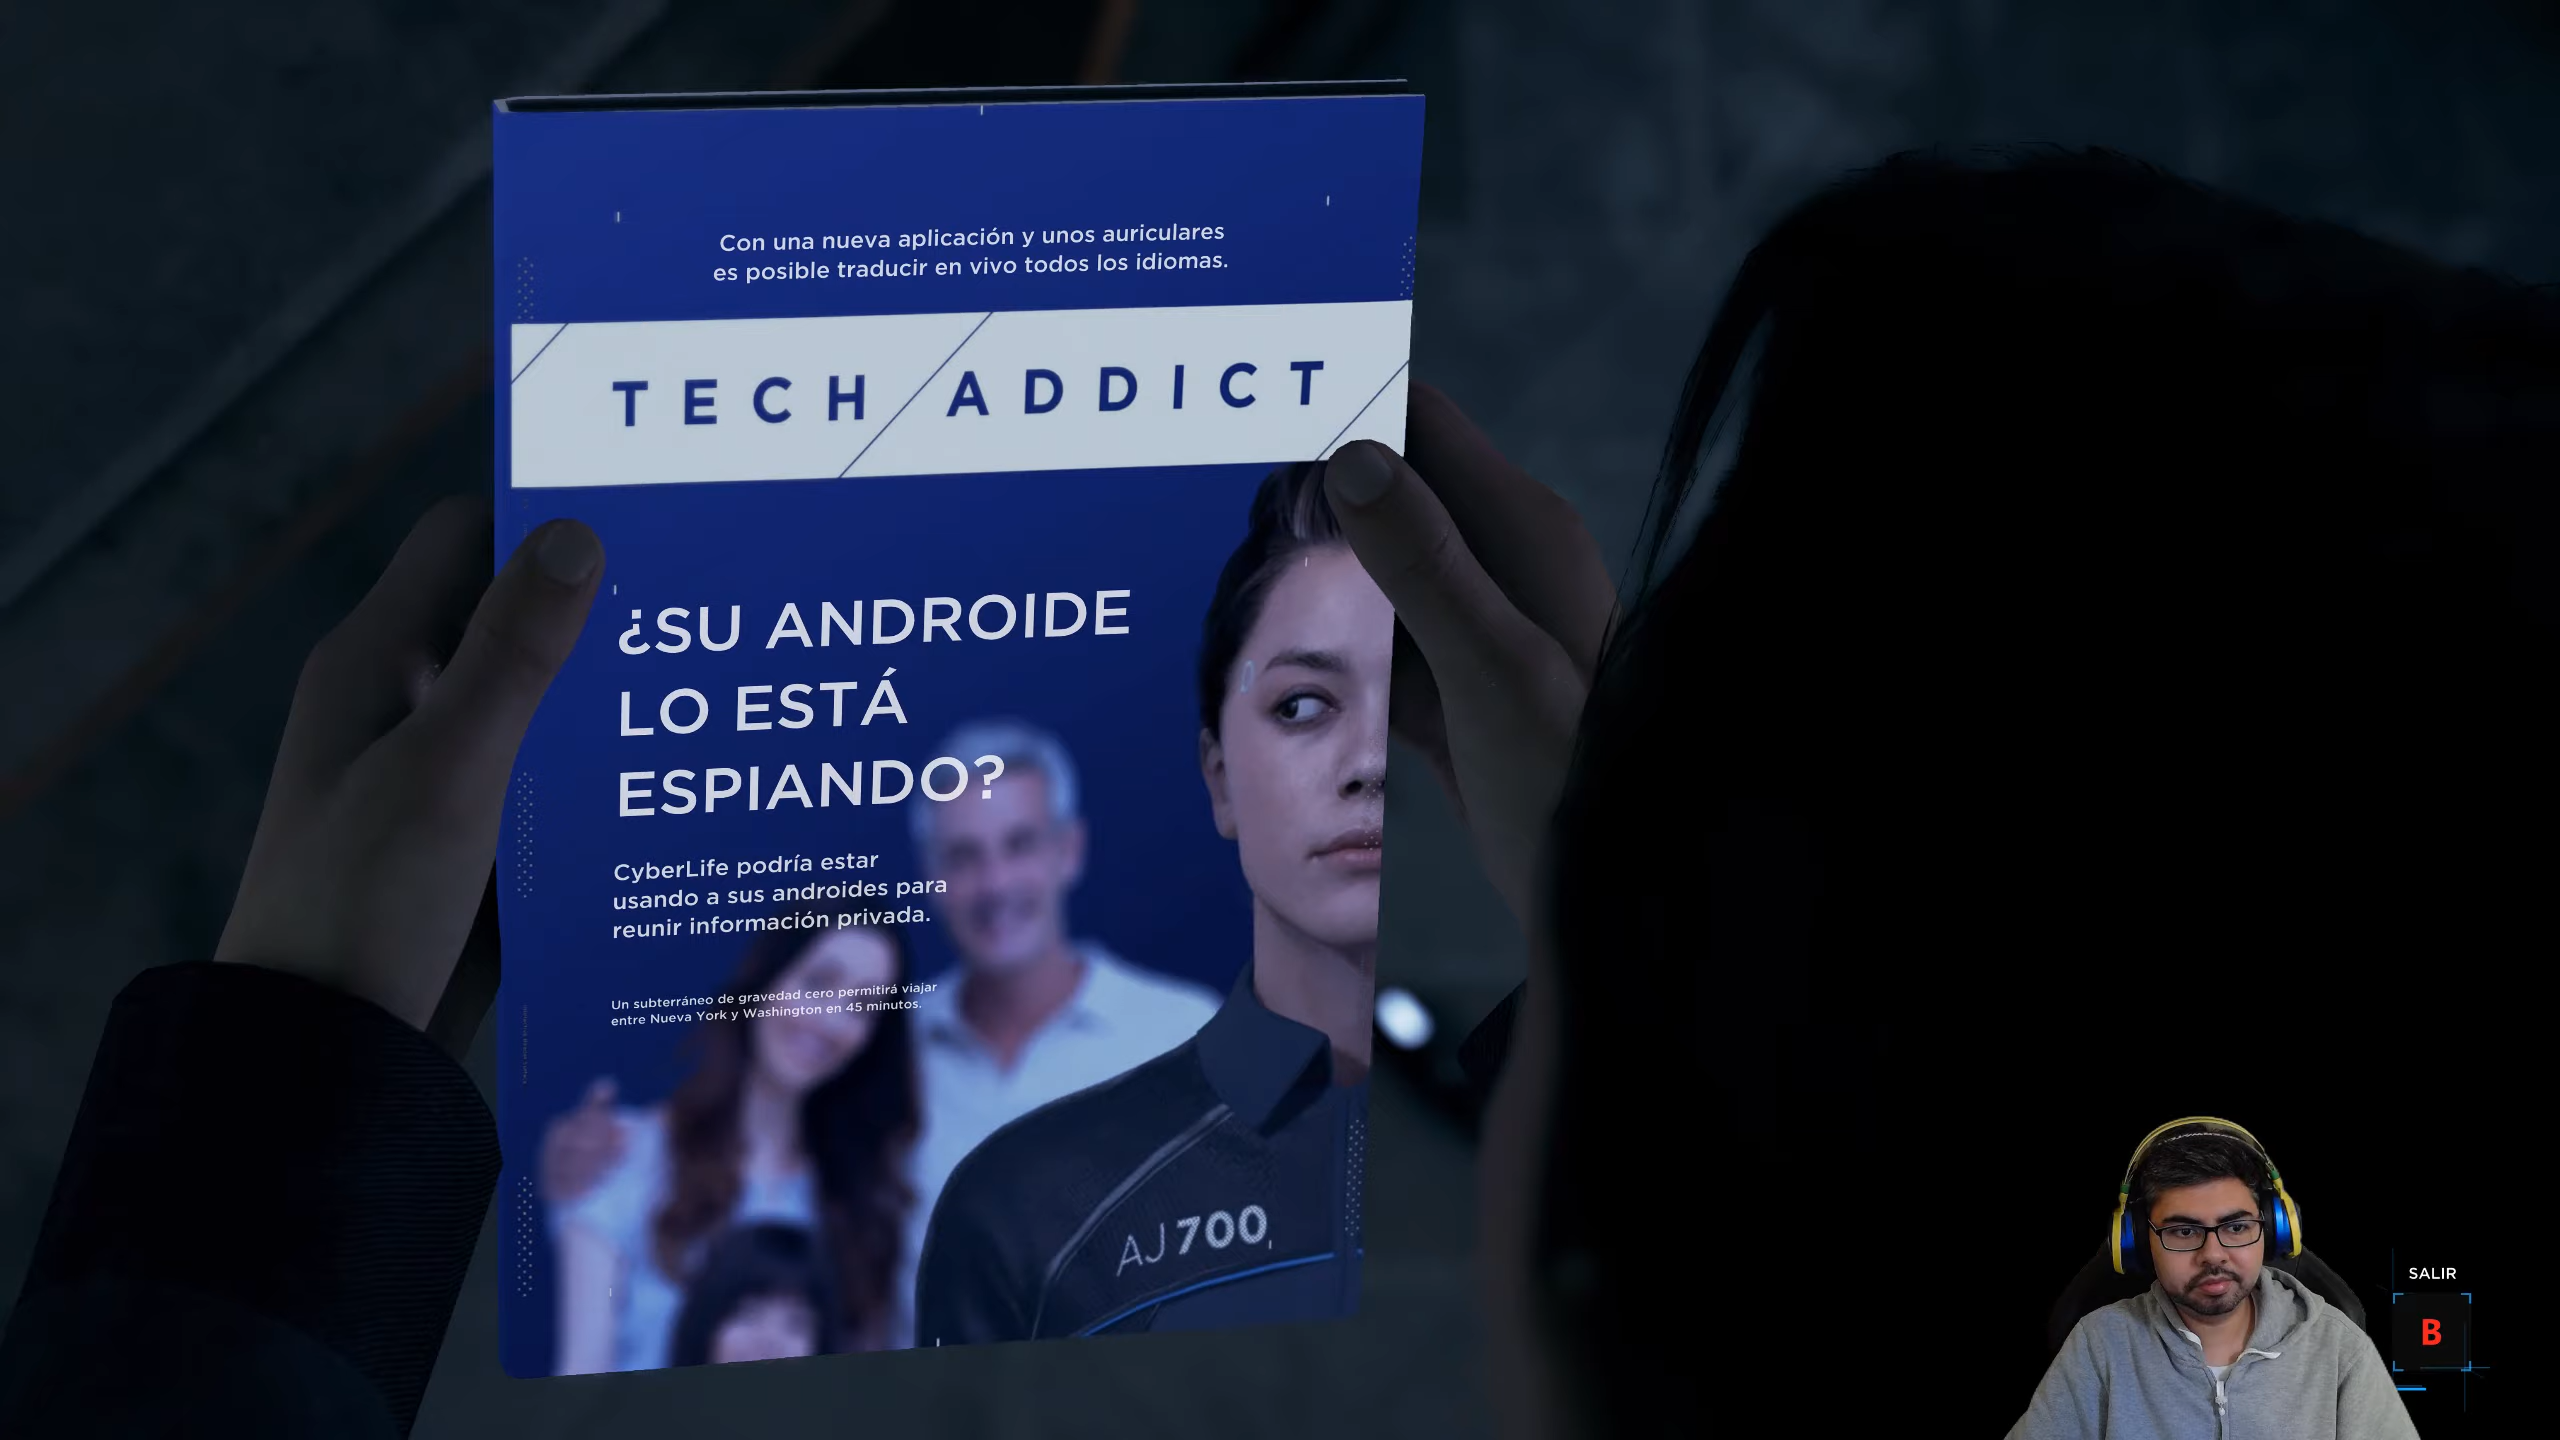 Con una nueva aplicación y unos auriculares
es posible traducir en vivo todos los idiomas.
TECH ADDICT
¿SU ANDROIDE
LO ESTÁ
ESPIANDO?
CyberLife podría estar
usando a sus androides para
reunir información privada.
Un subterráneo de gravedad cero permitirá viajar
entre Nueva York y Washington en 45 minutos.
AJ700
SALIR
B